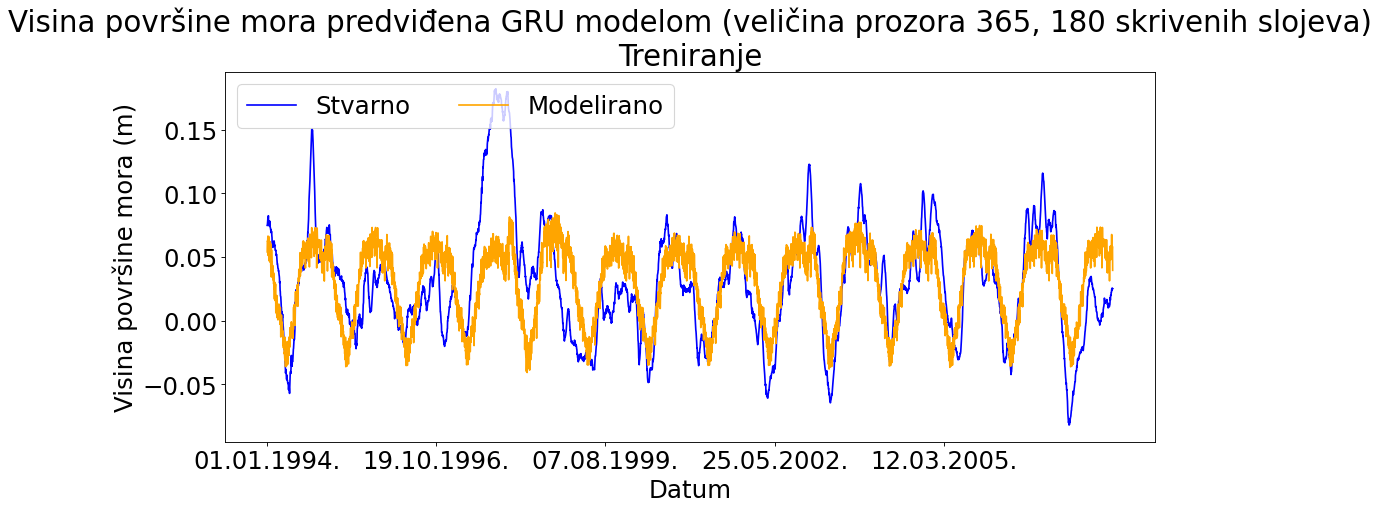 Visina površine mora predviđena GRU modelom (veličina prozora 365, 180 skrivenih slojeva)
Treniranje
Stvarno
Modelirano
Visina površine mora (m)
0.15
0.10
0.05
0.00
−0.05
01.01.1994.
19.10.1996.
07.08.1999.
25.05.2002.
12.03.2005.
Datum